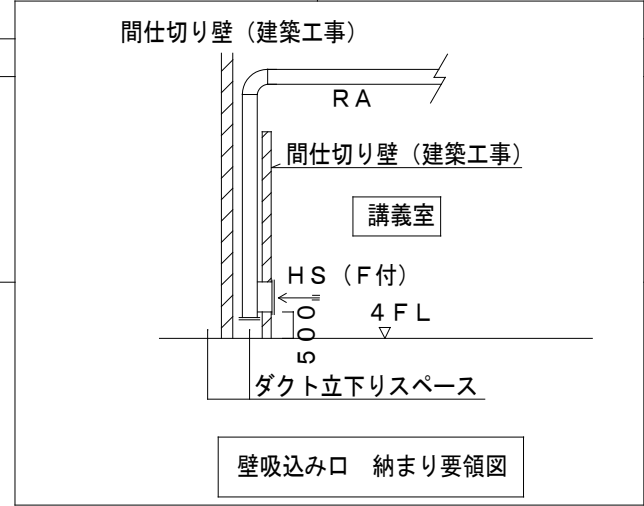 間仕切り壁（建築工事）
ＲＡ
間仕切り壁（建築工事）
講義室
ＨＳ（Ｆ付）
４ＦＬ
５００
ダクト立下りスペース
壁吸込み口　納まり要領図